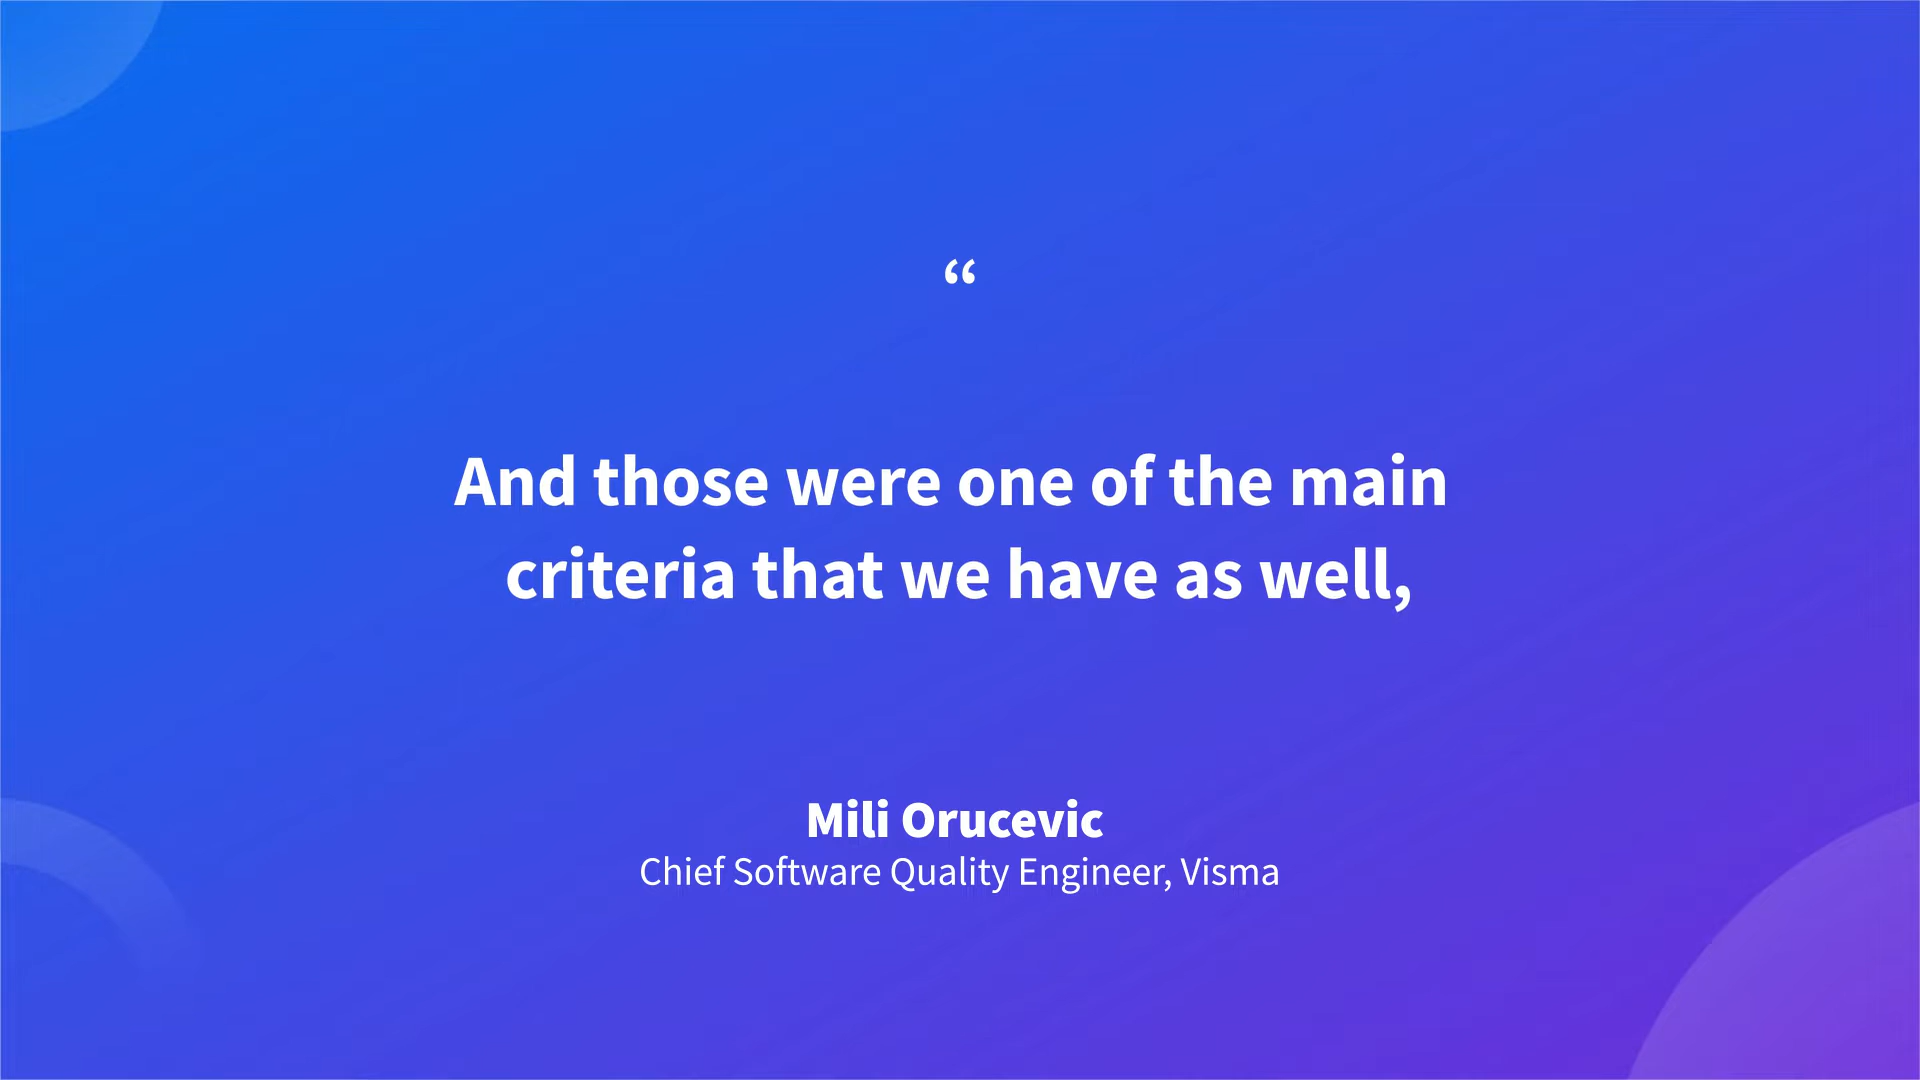 “
And those were one of the main
criteria that we have as well,
Mili Orucevic
Chief Software Quality Engineer, Visma